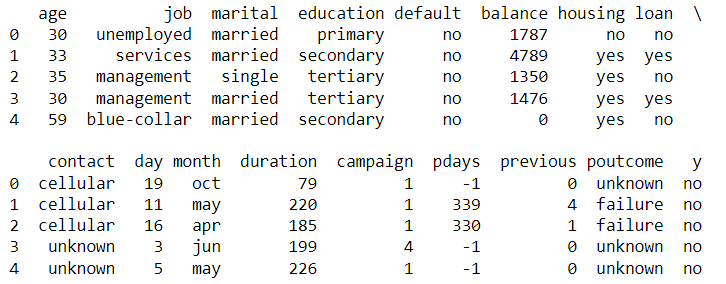 age job marital education default balance housing loan \
0 30 unemployed married primary no 1787 no no
1 33 services married secondary no 4789 yes yes
2 35 management single tertiary no 1350 yes no
3 30 management married tertiary no 1476 yes yes
4 59 blue-collar married secondary no 0 yes no
contact day month duration campaign pdays previous poutcome y
0 cellular 19 oct 79 1 -1 0 unknown no
1 cellular 11 may 220 1 339 4 failure no
2 cellular 16 apr 185 1 330 1 failure no
3 unknown 3 jun 199 4 -1 0 unknown no
4 unknown 5 may 226 1 -1 0 unknown no